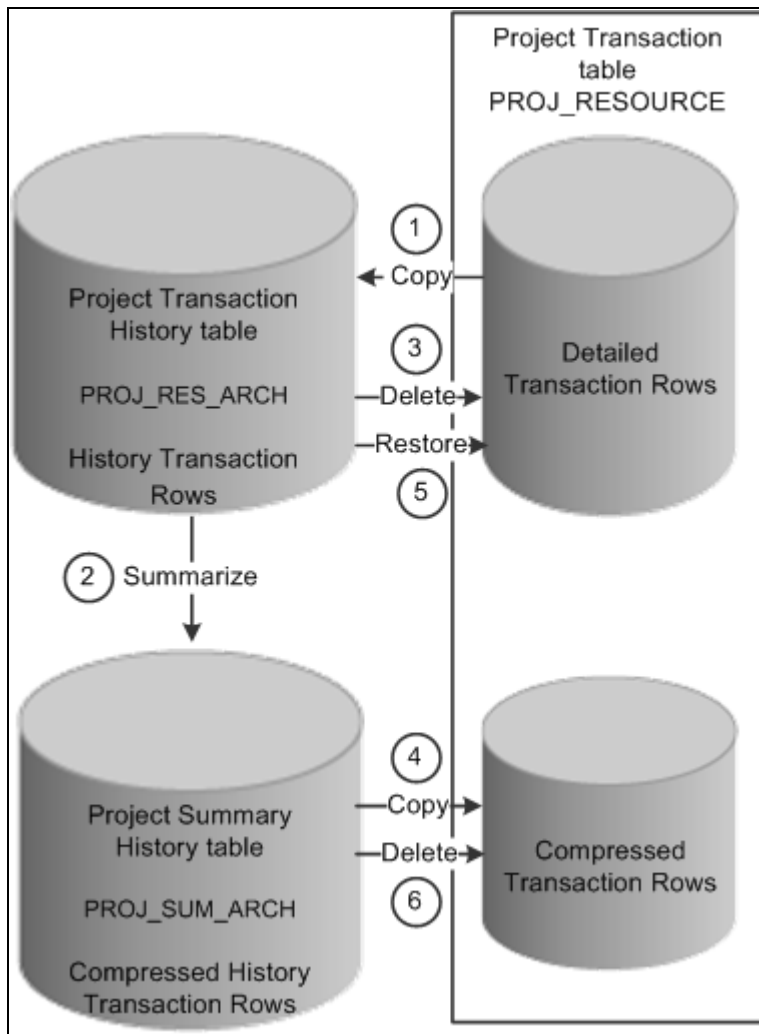 Project Transaction
table
PROJ_RESOURCE
1
Copy
Project Transaction
History table
PROJ_RES_ARCH
History Transaction
Rows
3
Delete
Restore
5
Detailed
Transaction Rows
2 Summarize
4
Copy
Delete
6
Project Summary
History table
PROJ_SUM_ARCH
Compressed History
Transaction Rows
Compressed
Transaction Rows